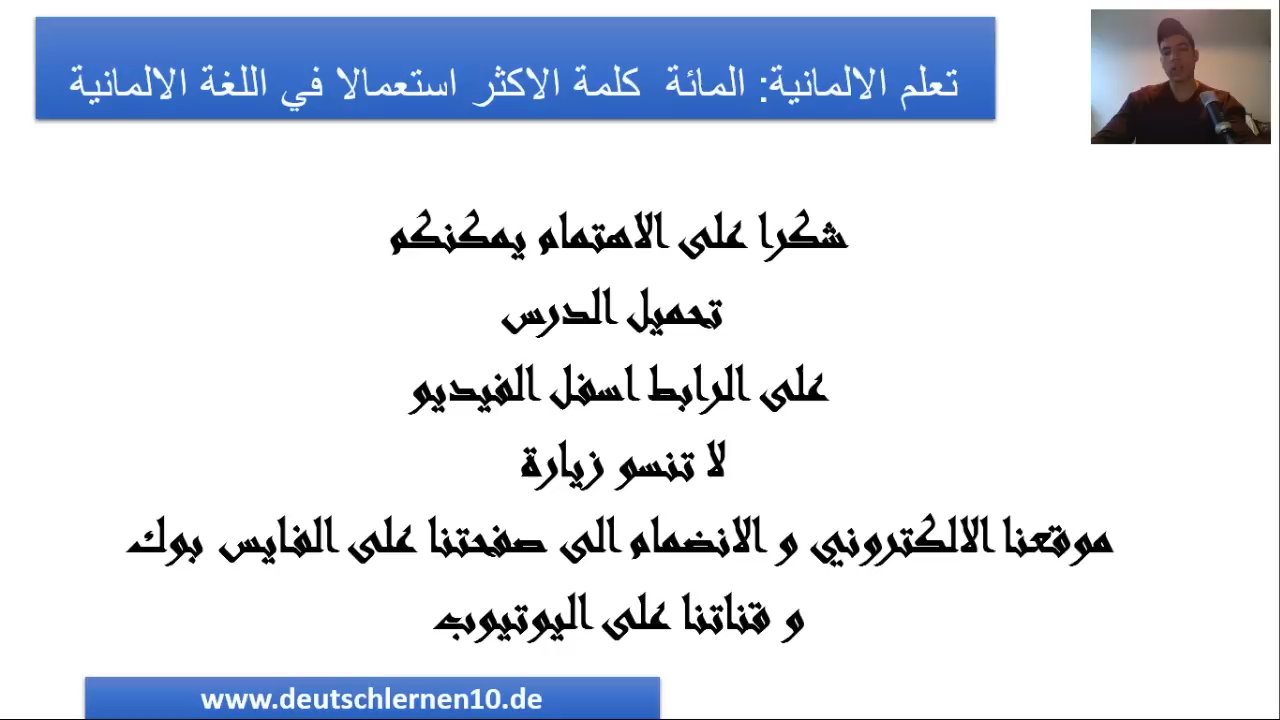 تعلم الالمانية: المائة كلمة الاكثر استعمالا في اللغة الالمانية
شكرا على الاهتمام يمكنكم
تحميل الدرس
على الرابط اسفل الفيديو
لا تنسو زيارة
موقعنا الالكتروني و الانضمام الى صفحتنا على الفايس بوك
و قناتنا على اليوتيوب
www.deutschlernen10.de